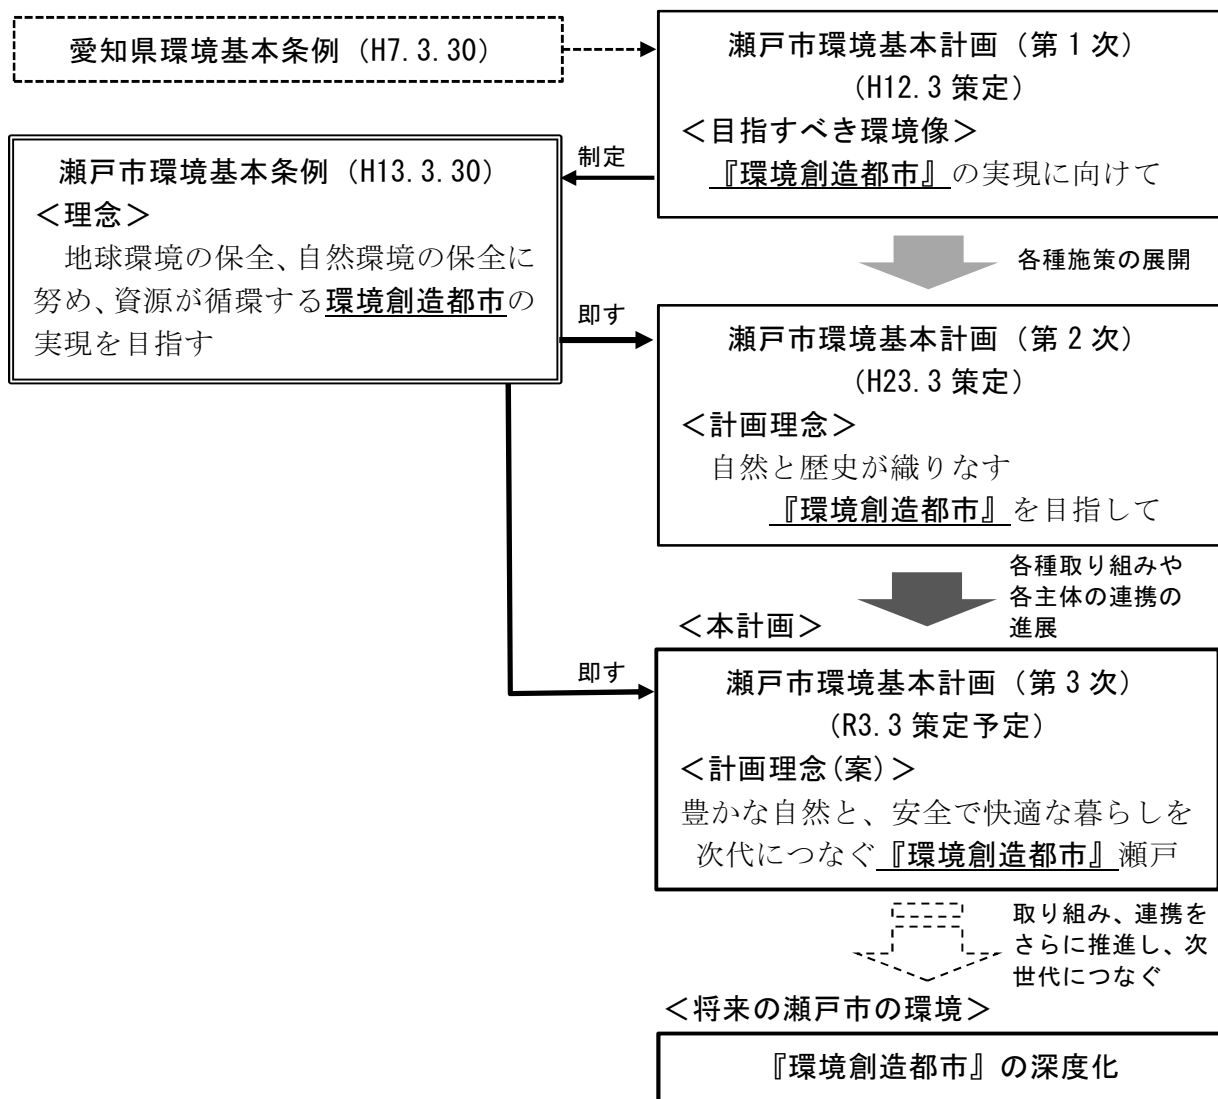 愛知県環境基本条例（H7.3.30）
瀬戸市環境基本計画（第１次）
（H12.3 策定）
＜目指すべき環境像＞
『環境創造都市』の実現に向けて
制定
瀬戸市環境基本条例（H13.3.30）
＜理念＞
地球環境の保全、自然環境の保全に
努め、資源が循環する環境創造都市の
実現を目指す
各種施策の展開
即す
瀬戸市環境基本計画（第２次）
（H23.3 策定）
＜計画理念＞
自然と歴史が織りなす
『環境創造都市』を目指して
各種取り組みや
各主体の連携の
進展
＜本計画＞
即す
瀬戸市環境基本計画（第３次）
（R3.3 策定予定）
＜計画理念(案)＞
豊かな自然と、安全で快適な暮らしを
次代につなぐ『環境創造都市』瀬戸
取り組み、連携を
さらに推進し、次
世代につなぐ
＜将来の瀬戸市の環境＞
『環境創造都市』の深度化